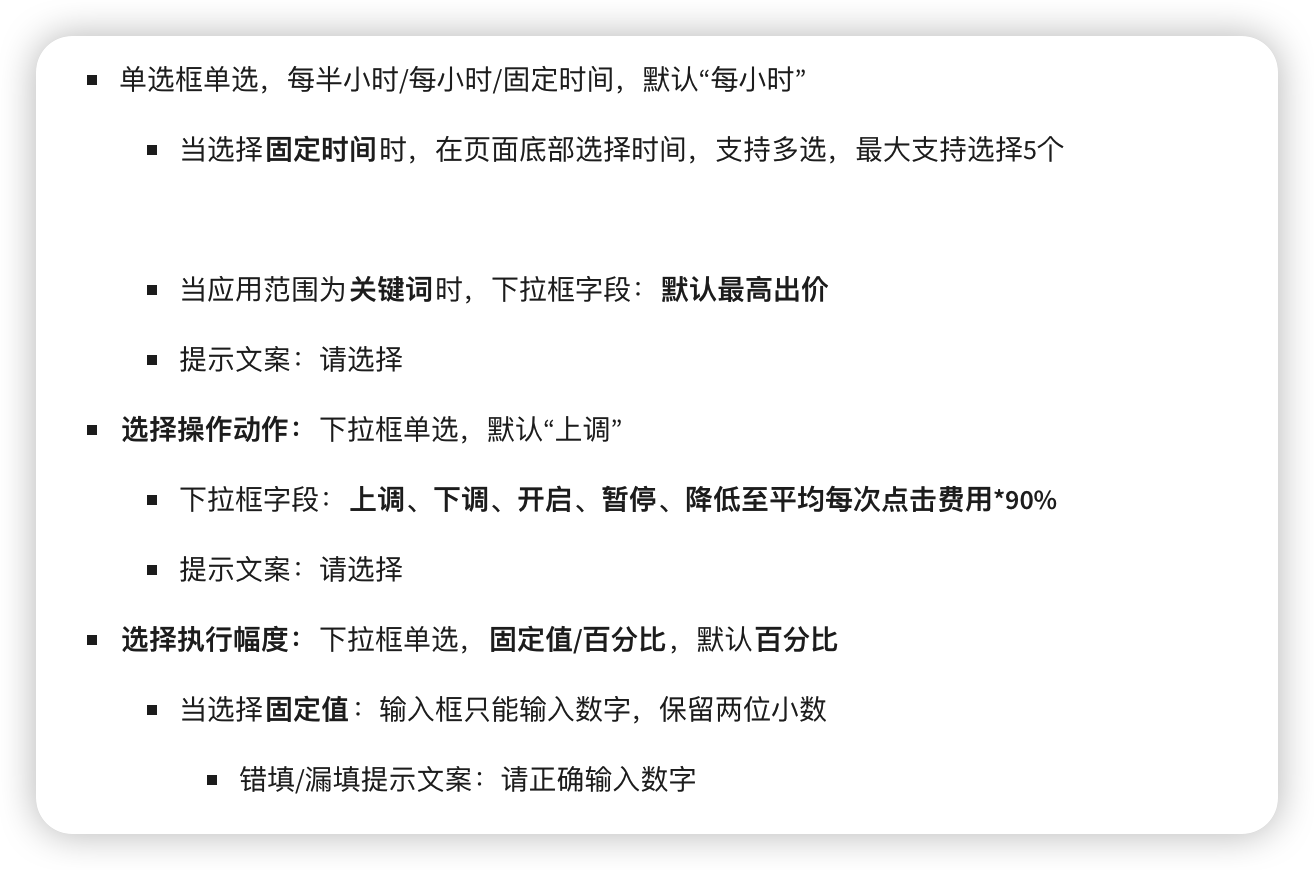 单选框单选，每半小时/每小时/固定时间，默认“每小时”
当选择固定时间时，在页面底部选择时间，支持多选，最大支持选择5个
当应用范围为关键词时，下拉框字段：默认最高出价
提示文案：请选择
选择操作动作：下拉框单选，默认“上调”
下拉框字段：上调、下调、开启、暂停、降低至平均每次点击费用*90%
提示文案：请选择
选择执行幅度：下拉框单选，固定值/百分比，默认百分比
当选择固定值：输入框只能输入数字，保留两位小数
错填/漏填提示文案：请正确输入数字